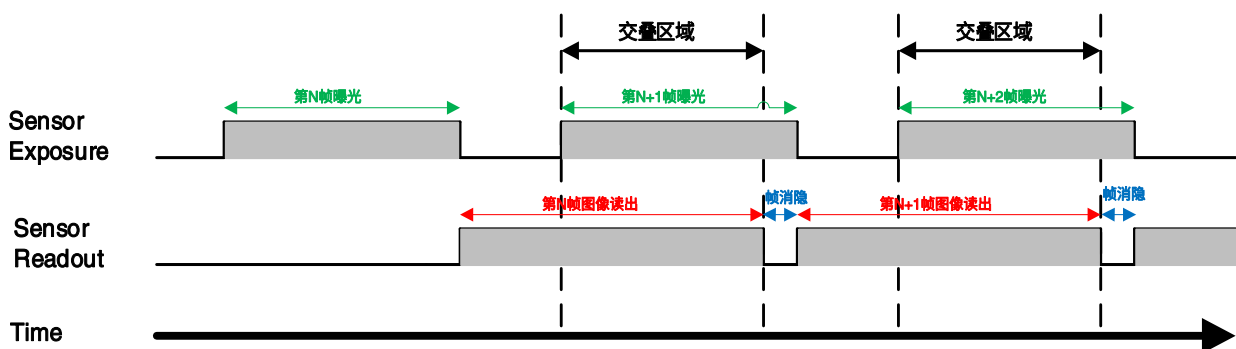 交叠区域 交叠区域
第N帧曝光 第N+1帧曝光 第N+2帧曝光
Sensor
Exposure
第N帧图像读出 帧消隐 第N+1帧图像读出 帧消隐
Sensor
Readout
Time